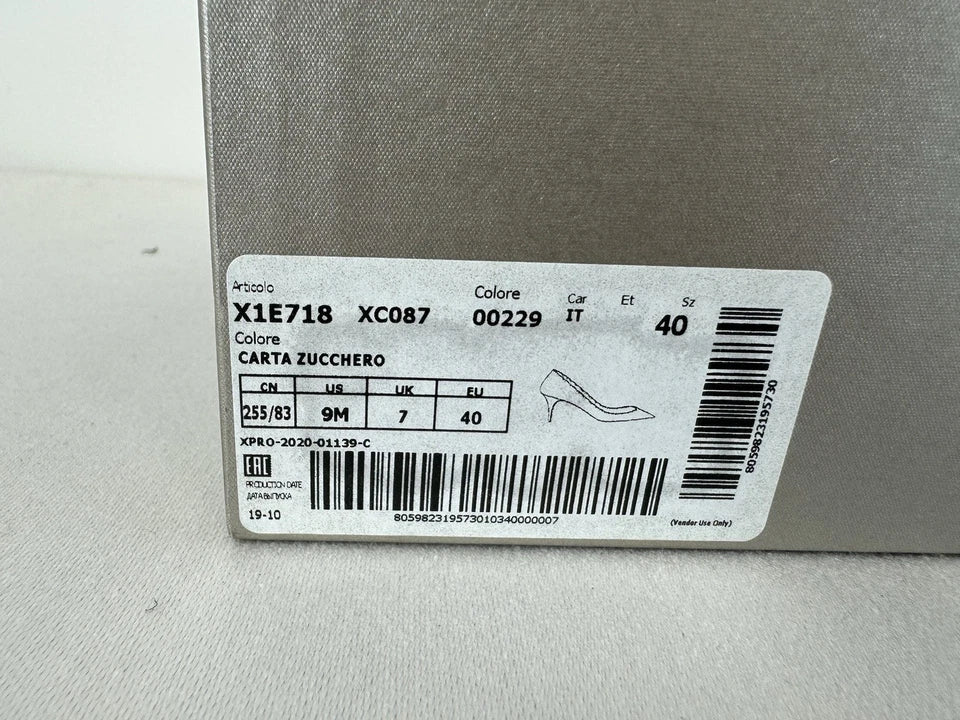 Articolo
Colore
Car
Et
Sz
X1E718 XC087
00229
IT
40
Colore
CARTA ZUCCHERO
CN US UK EU
255/83 9M 7 40
XPRO-2020-01139-C
EAC
PRODUCTION DATE
ДАТА ВЫПУСКА
19-10
805982319573010340000007
(Vendor Use Only)
8059823195730